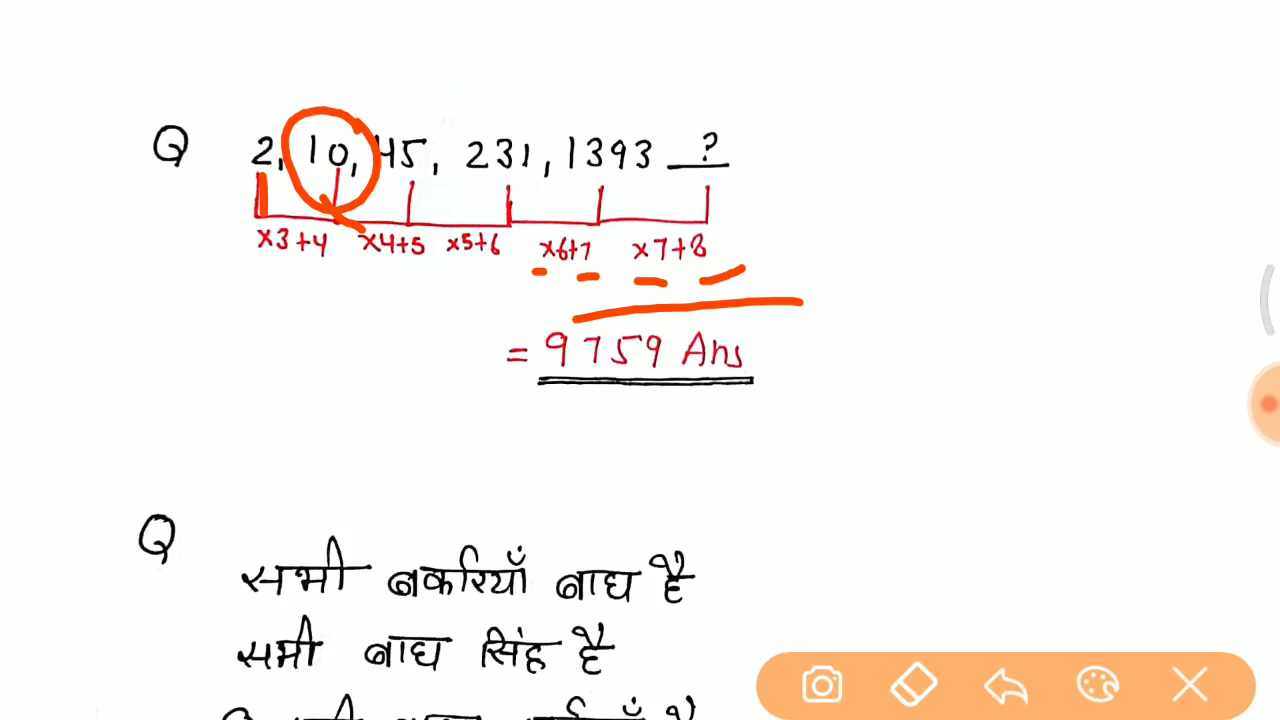 Q 2, 10, 45, 231, 1393 ?
×3+4 ×4+5 ×5+6 ×6+7 ×7+8
= 9759 Ans
Q
सभी बकरियाँ बाघ है
सभी बाघ सिंह है